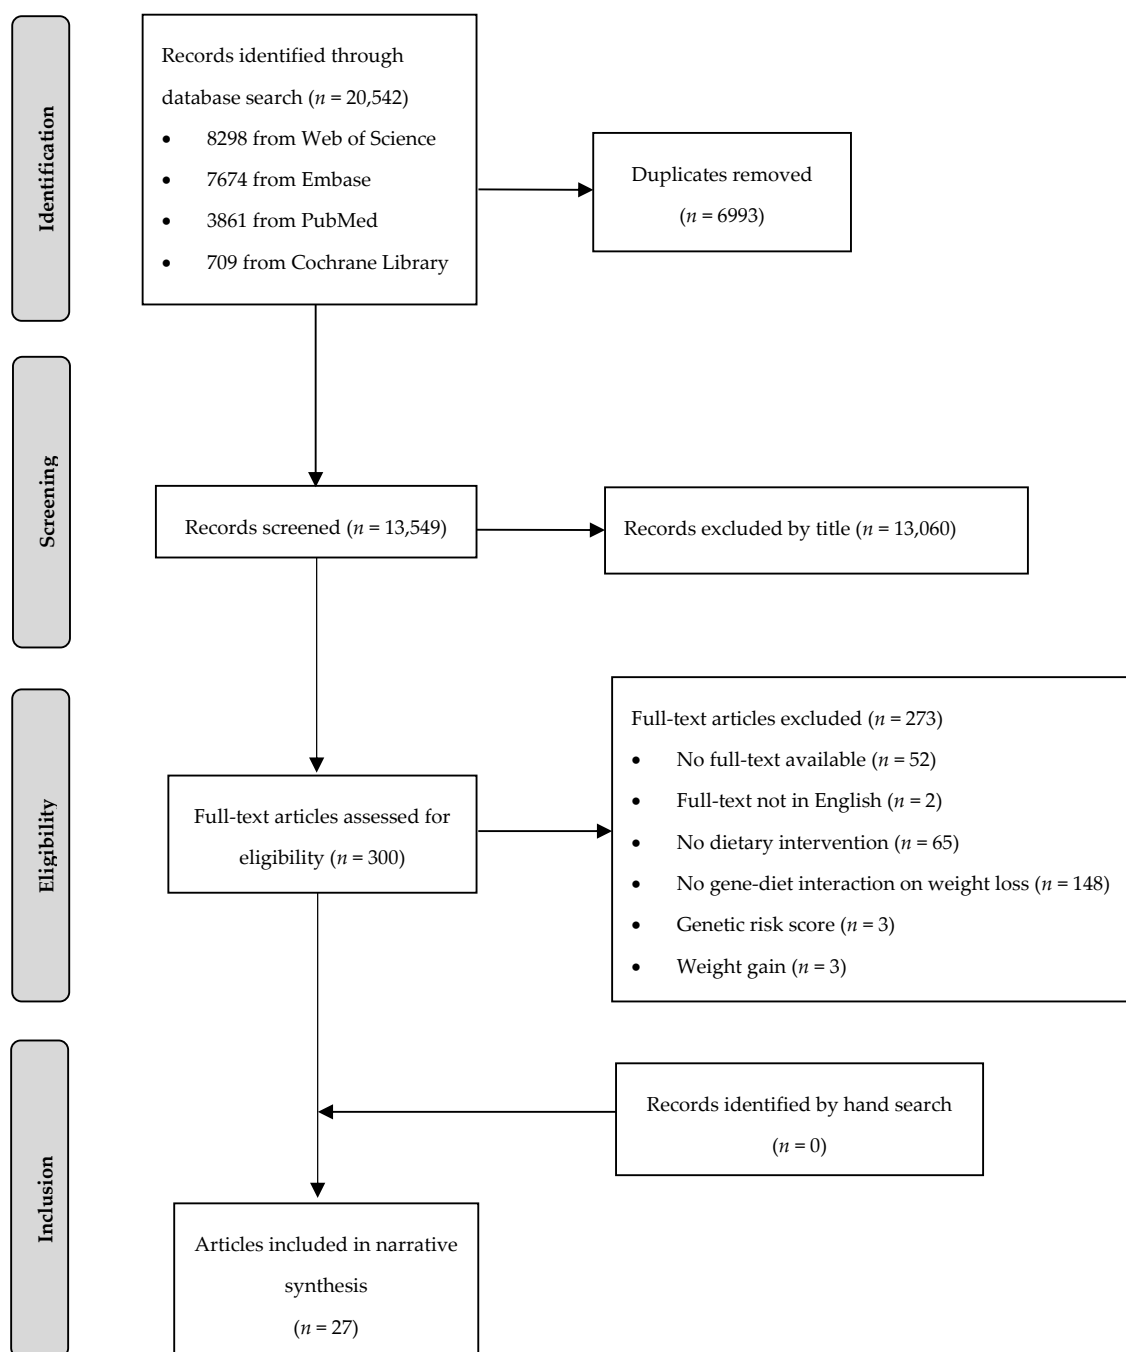 Identification
Records identified through
database search (n = 20,542)
• 8298 from Web of Science
• 7674 from Embase
• 3861 from PubMed
• 709 from Cochrane Library
Duplicates removed
(n = 6993)
Screening
Records screened (n = 13,549)
Records excluded by title (n = 13,060)
Eligibility
Full-text articles assessed for
eligibility (n = 300)
Full-text articles excluded (n = 273)
• No full-text available (n = 52)
• Full-text not in English (n = 2)
• No dietary intervention (n = 65)
• No gene-diet interaction on weight loss (n = 148)
• Genetic risk score (n = 3)
• Weight gain (n = 3)
Inclusion
Records identified by hand search
(n = 0)
Articles included in narrative
synthesis
(n = 27)